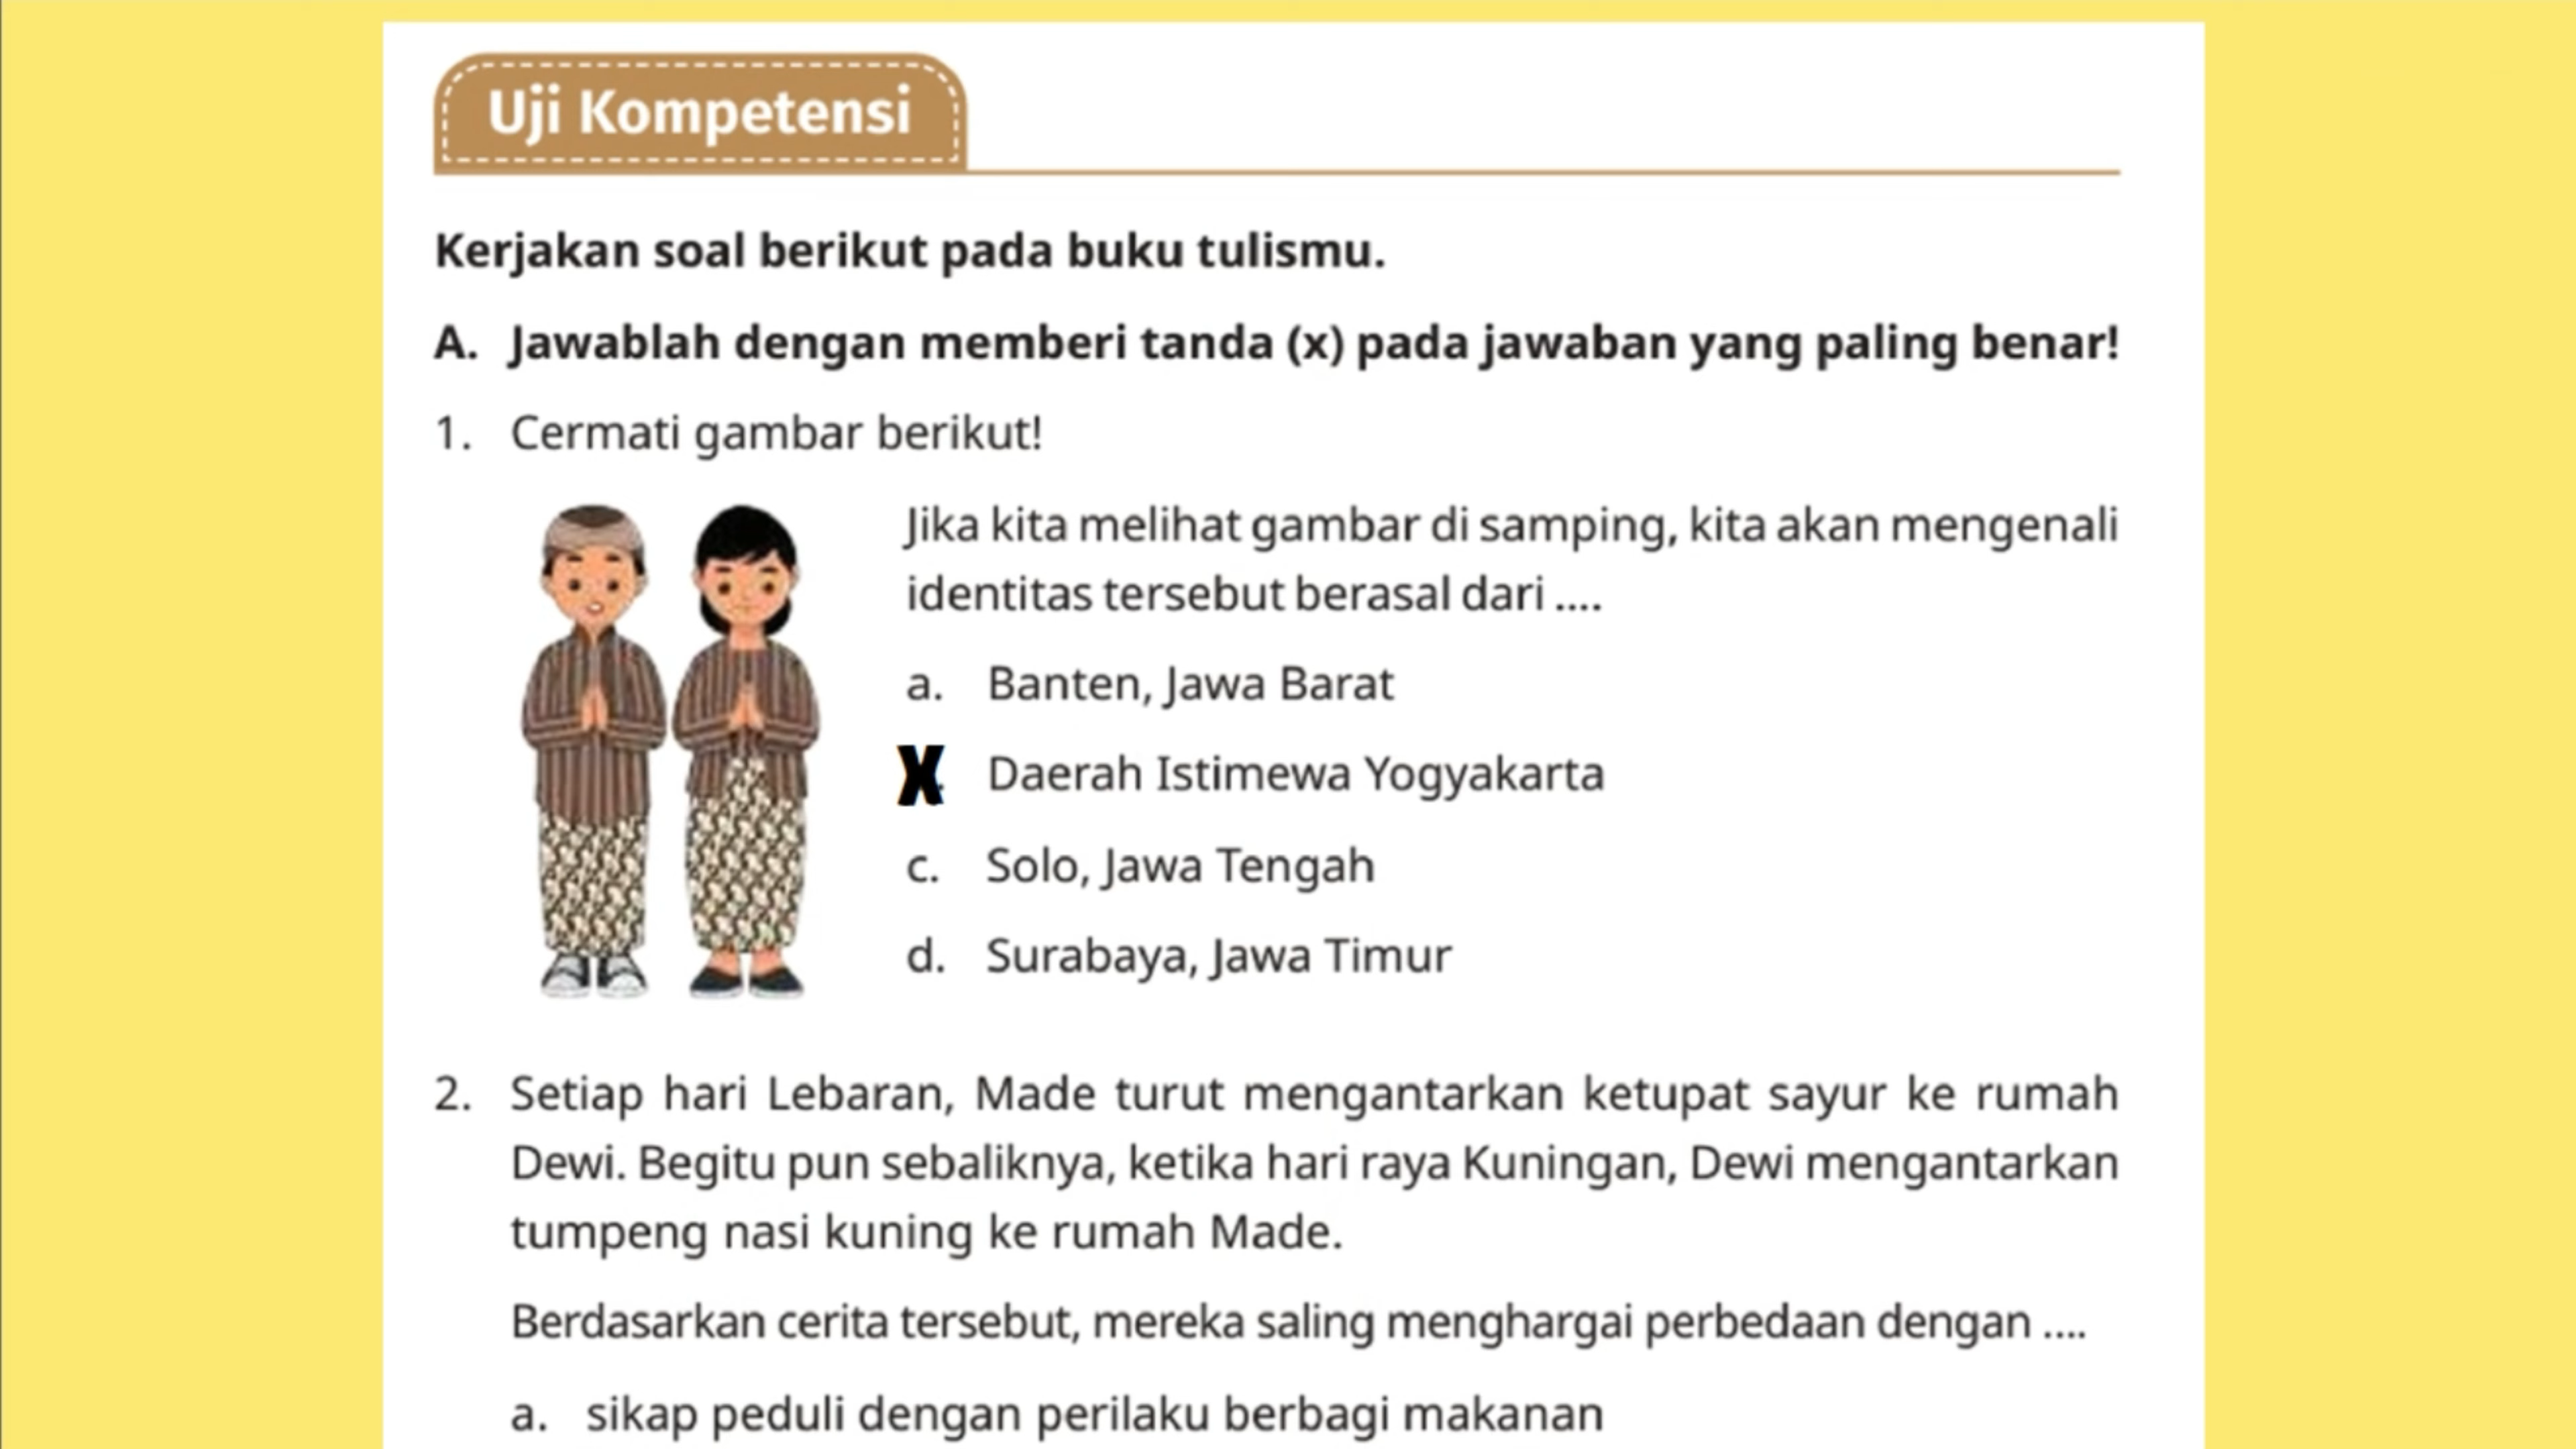 Uji Kompetensi
Kerjakan soal berikut pada buku tulismu.
A. Jawablah dengan memberi tanda (x) pada jawaban yang paling benar!
1. Cermati gambar berikut!
Jika kita melihat gambar di samping, kita akan mengenali
identitas tersebut berasal dari ....
a. Banten, Jawa Barat
X Daerah Istimewa Yogyakarta
c. Solo, Jawa Tengah
d. Surabaya, Jawa Timur
2. Setiap hari Lebaran, Made turut mengantarkan ketupat sayur ke rumah
Dewi. Begitu pun sebaliknya, ketika hari raya Kuningan, Dewi mengantarkan
tumpeng nasi kuning ke rumah Made.
Berdasarkan cerita tersebut, mereka saling menghargai perbedaan dengan ....
a. sikap peduli dengan perilaku berbagi makanan